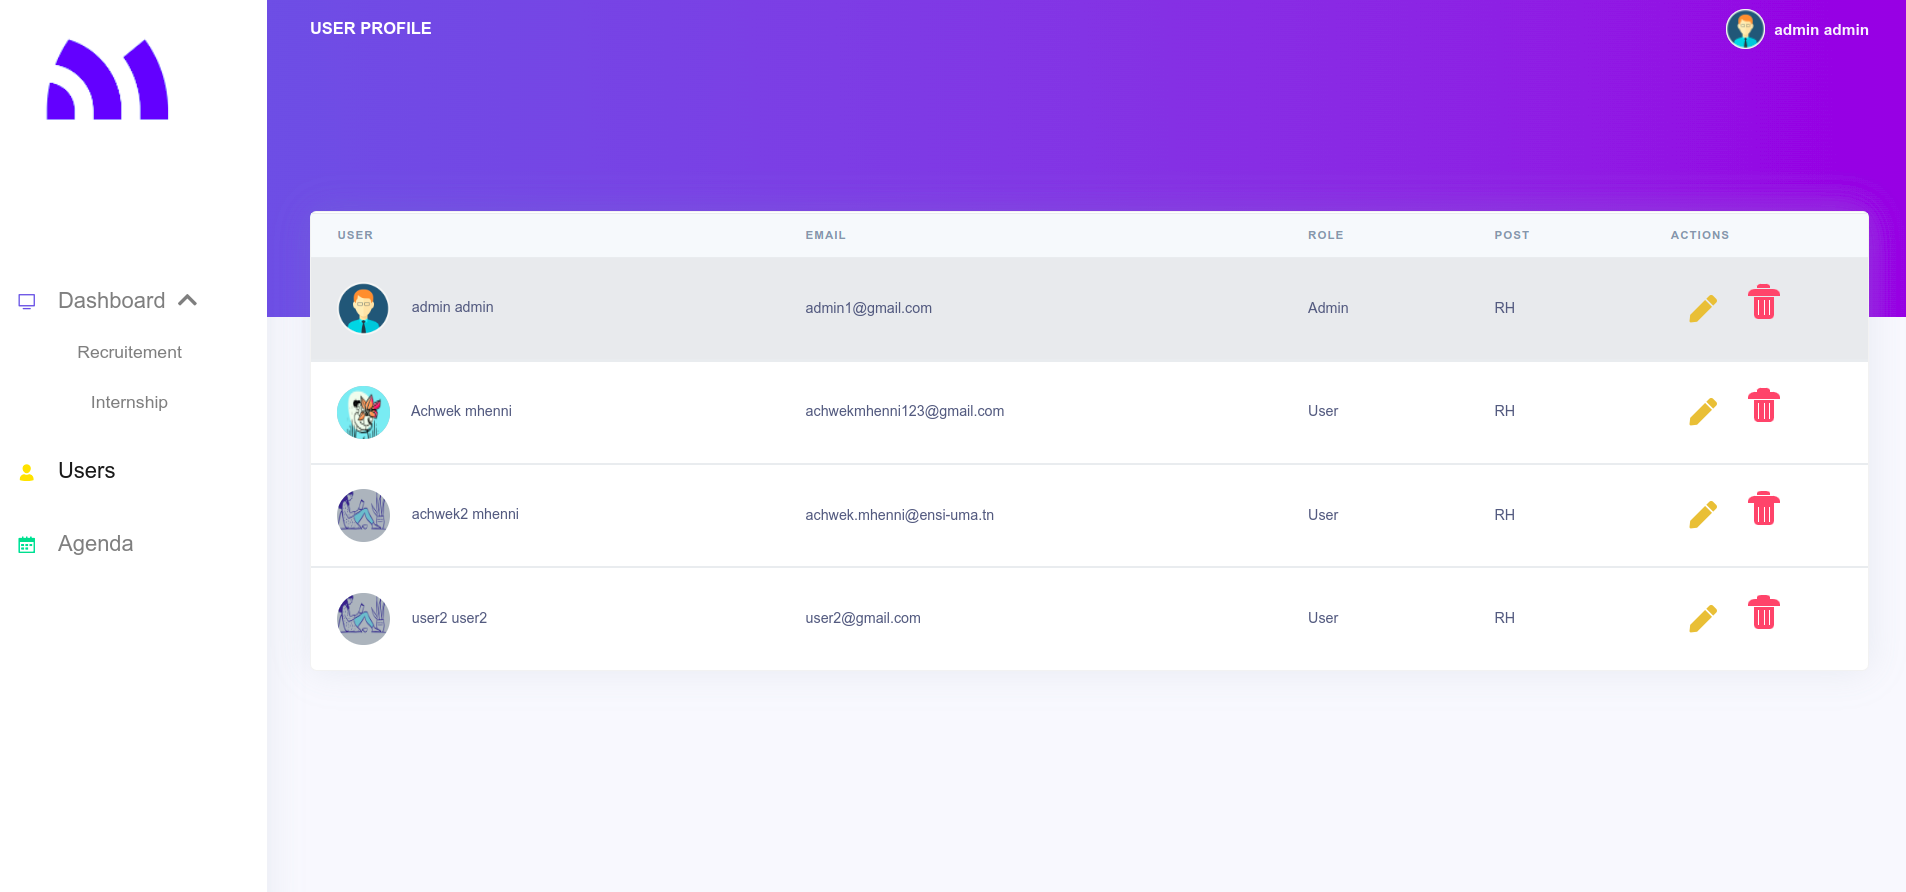 USER PROFILE
admin admin
Dashboard
Recruitement
Internship
Users
Agenda
USER EMAIL ROLE POST ACTIONS
admin admin admin1@gmail.com Admin RH
Achwek mhenni achwekmhenni123@gmail.com User RH
achwek2 mhenni achwek.mhenni@ensi-uma.tn User RH
user2 user2 user2@gmail.com User RH